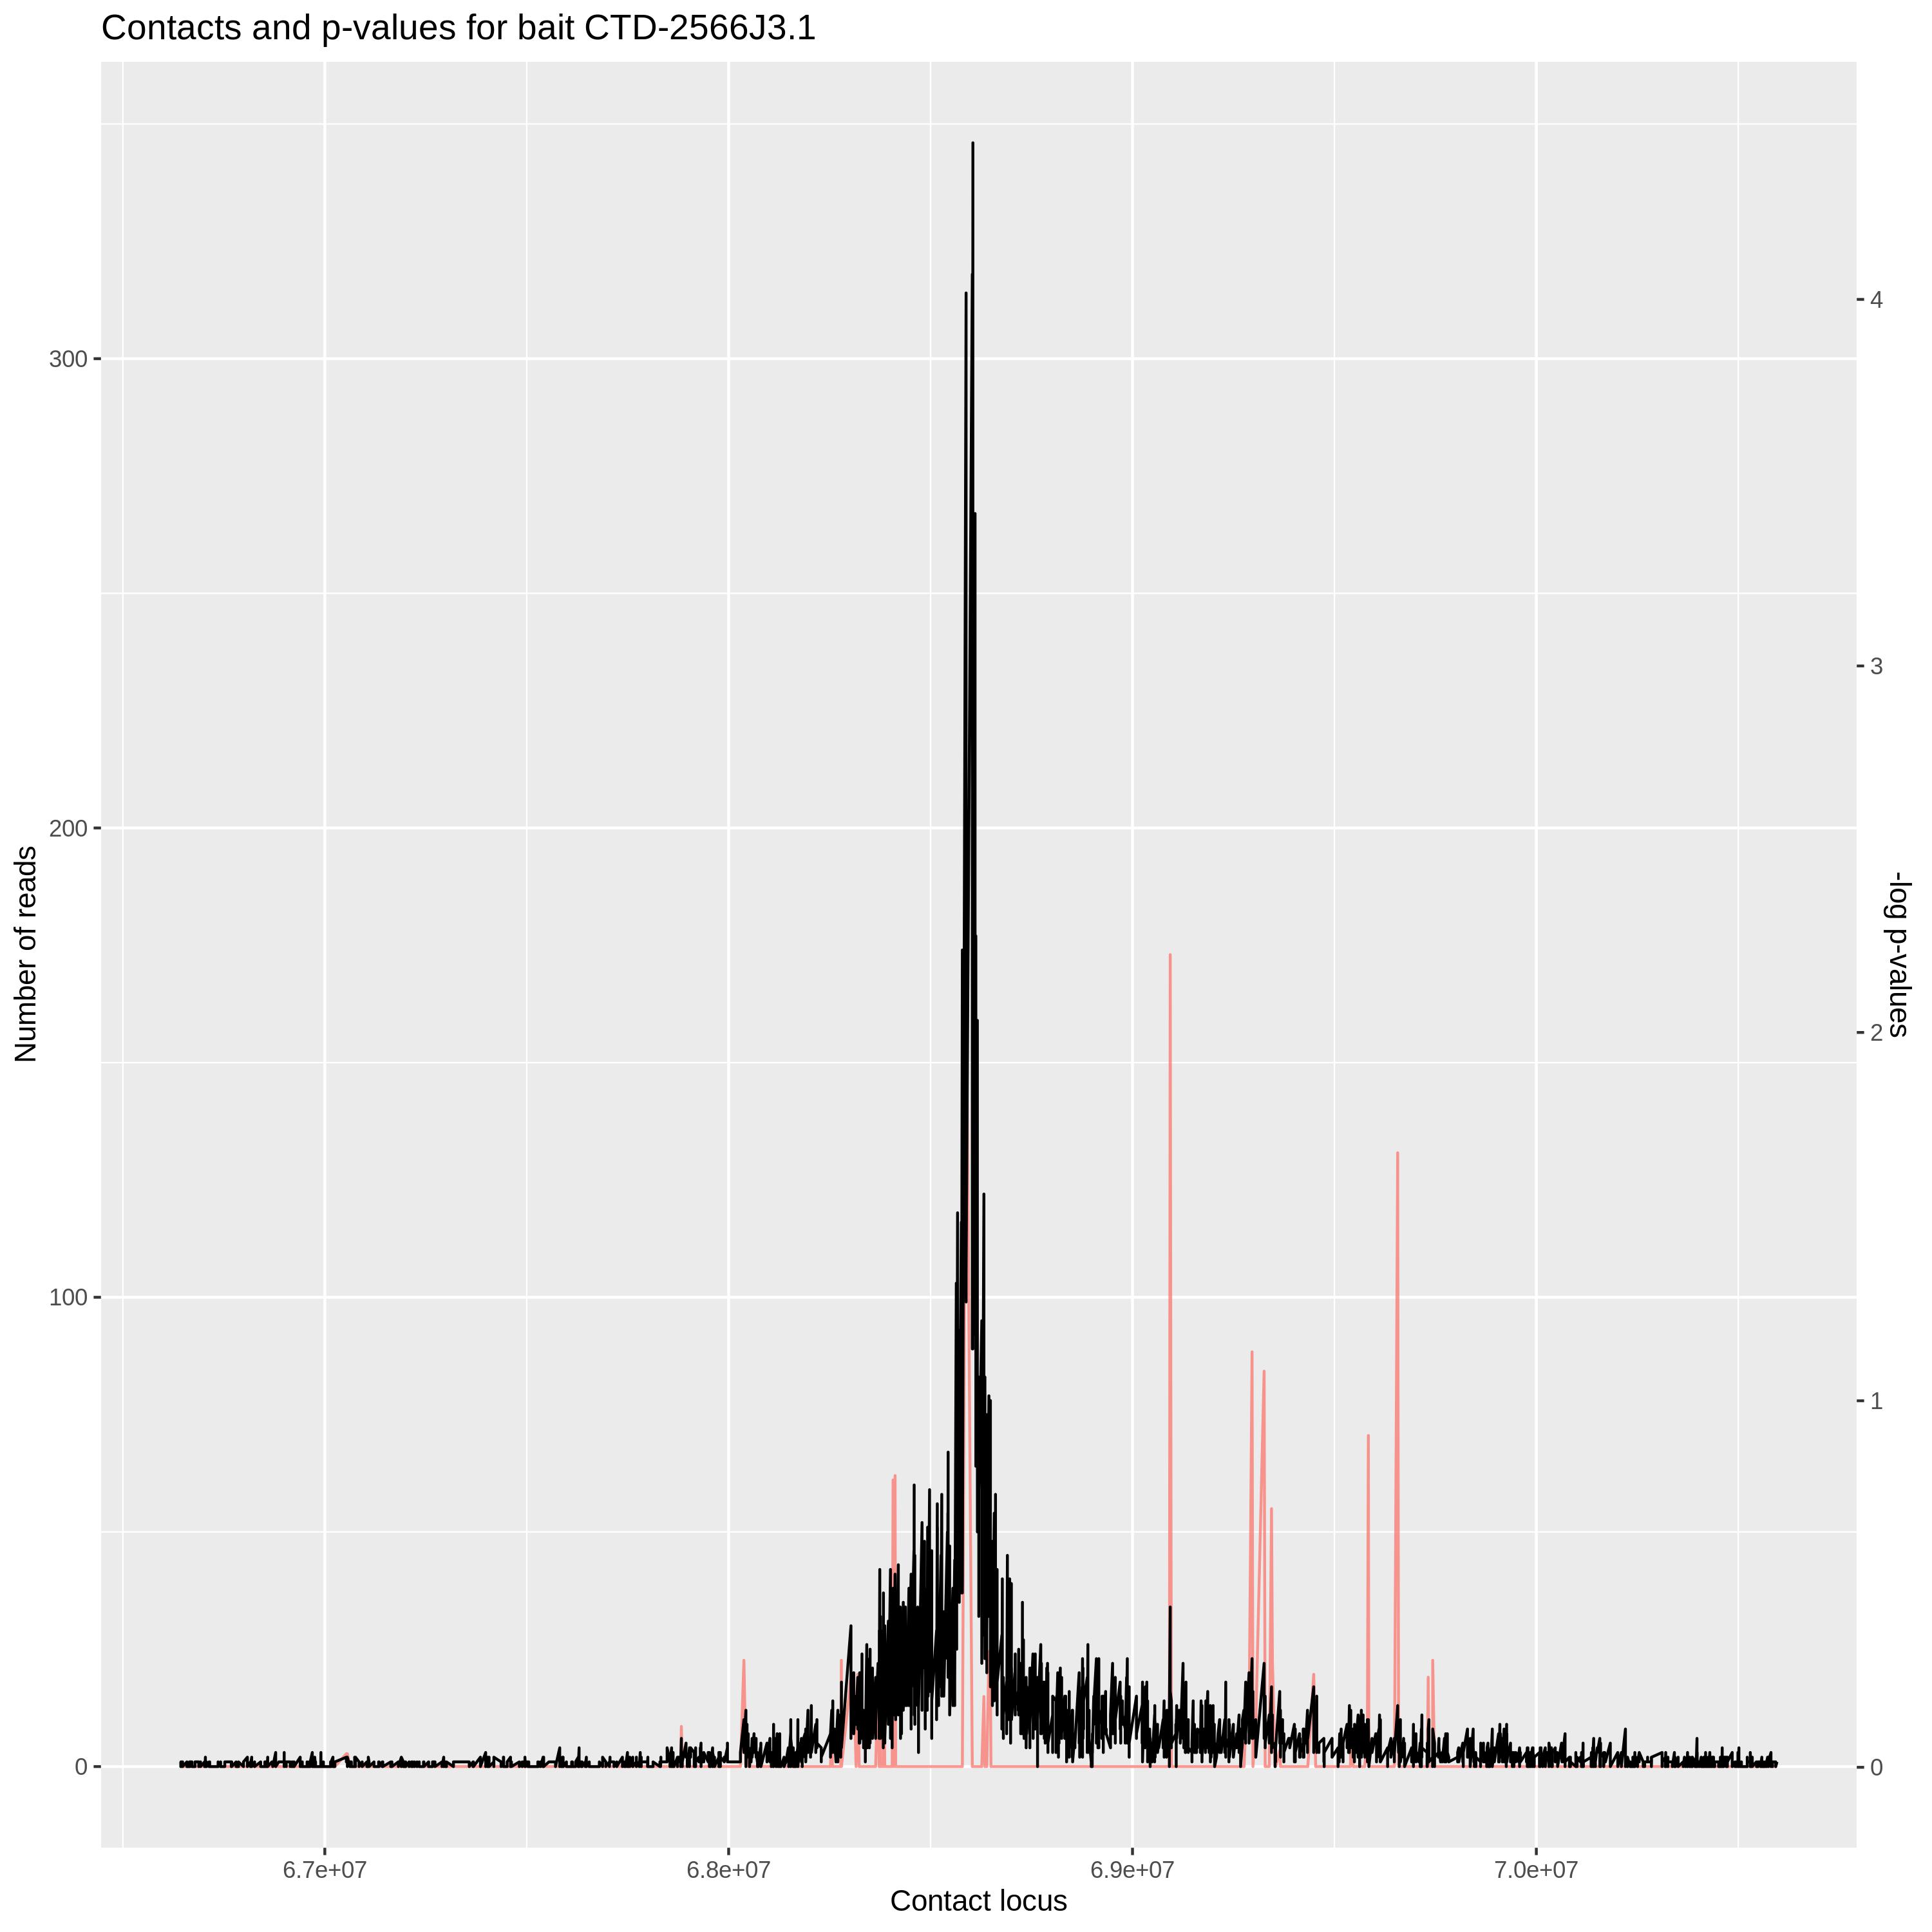 Contacts and p-values for bait CTD-2566J3.1
Number of reads
300
200
100
0
4
3
2
1
0
-log p-values
6.7e+07 6.8e+07 6.9e+07 7.0e+07
Contact locus